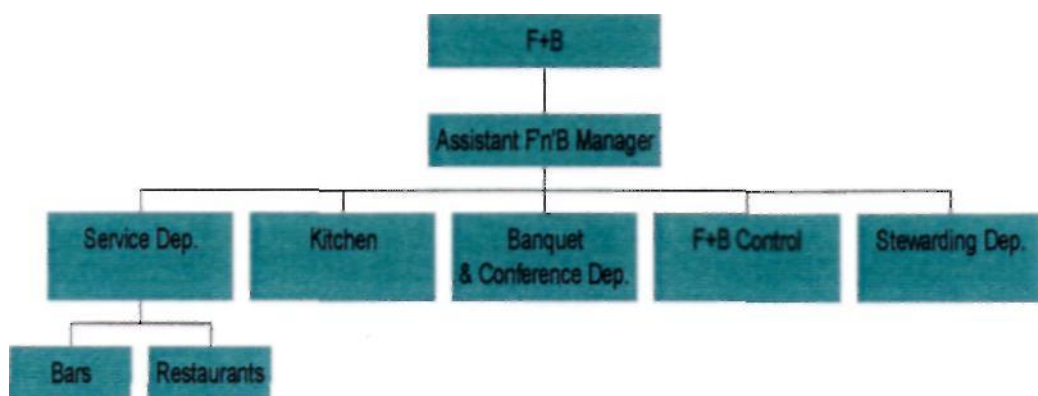 F+B
Assistant F'n'B Manager
Service Dep.
Kitchen
Banquet
& Conference Dep.
F+B Control
Stewarding Dep.
Bars
Restaurants